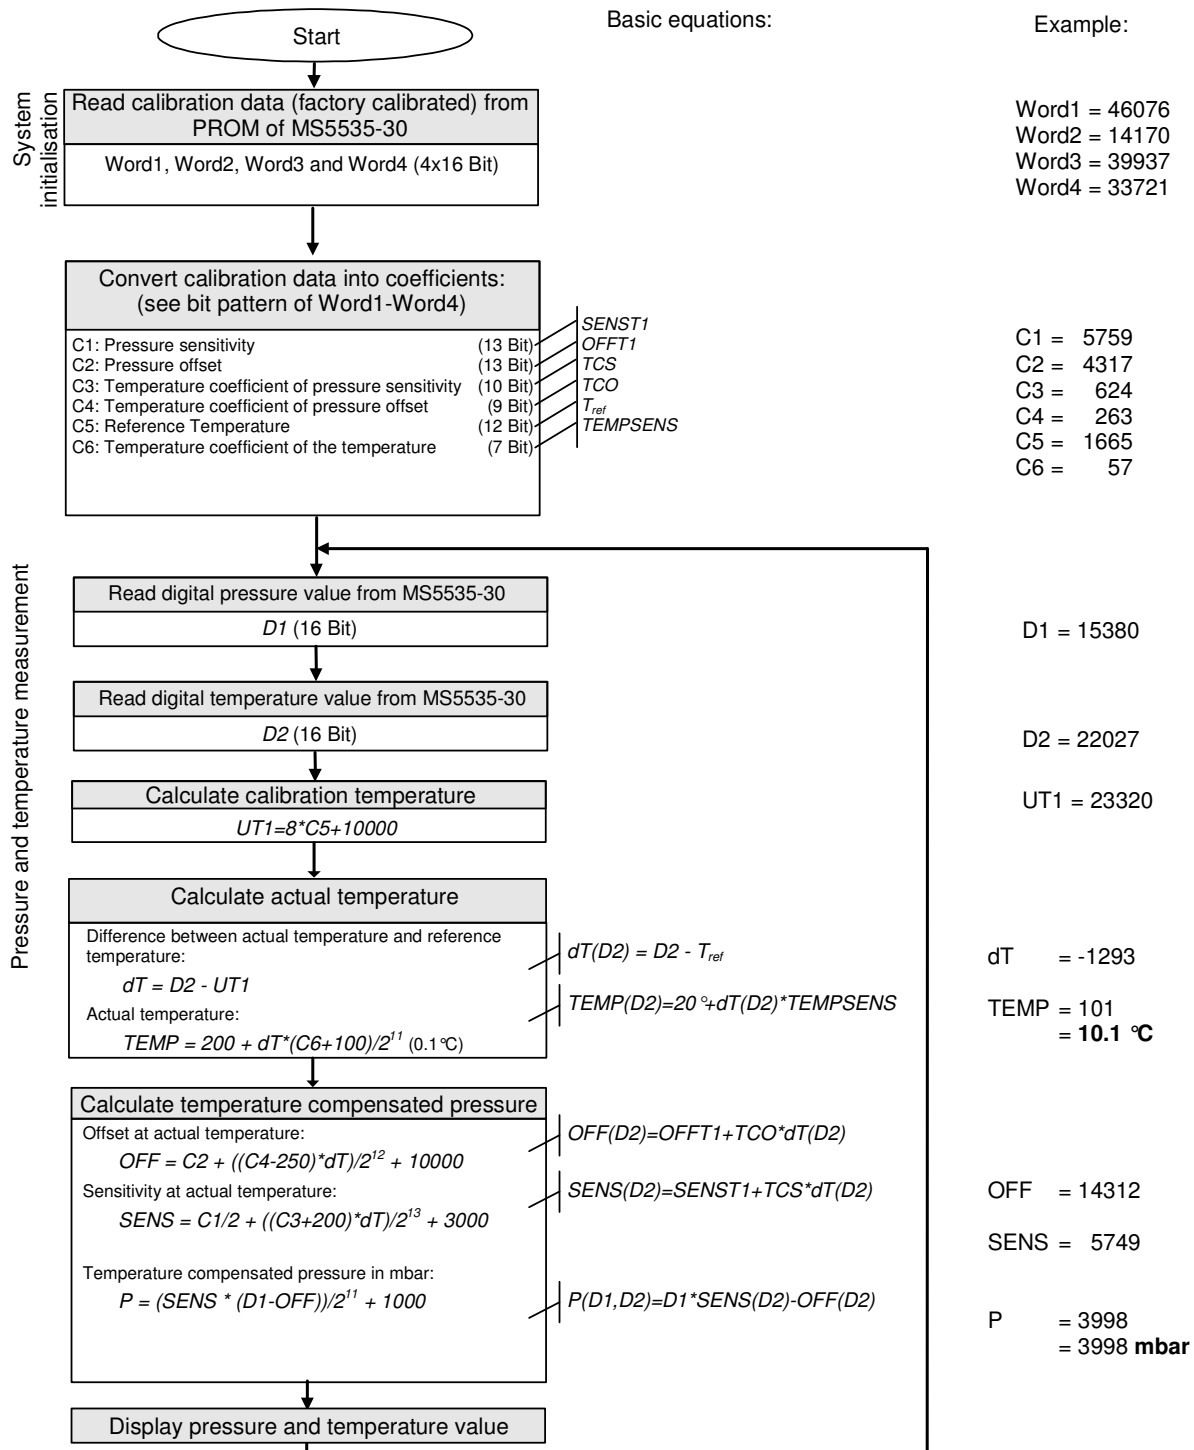 Start
Basic equations:
Example:
System
initialisation
Read calibration data (factory calibrated) from
PROM of MS5535-30
Word1, Word2, Word3 and Word4 (4x16 Bit)
Word1 = 46076
Word2 = 14170
Word3 = 39937
Word4 = 33721
Convert calibration data into coefficients:
(see bit pattern of Word1-Word4)
C1: Pressure sensitivity (13 Bit) SENST1
C2: Pressure offset (13 Bit) OFFT1
C3: Temperature coefficient of pressure sensitivity (10 Bit) TCS
C4: Temperature coefficient of pressure offset (9 Bit) TCO
C5: Reference Temperature (12 Bit) T_ref
C6: Temperature coefficient of the temperature (7 Bit) TEMPSENS
C1 = 5759
C2 = 4317
C3 = 624
C4 = 263
C5 = 1665
C6 = 57
Pressure and temperature measurement
Read digital pressure value from MS5535-30
D1 (16 Bit)
D1 = 15380
Read digital temperature value from MS5535-30
D2 (16 Bit)
D2 = 22027
Calculate calibration temperature
UT1=8*C5+10000
UT1 = 23320
Calculate actual temperature
Difference between actual temperature and reference
temperature:
dT = D2 - UT1
dT(D2) = D2 - T_ref
dT = -1293
Actual temperature:
TEMP = 200 + dT*(C6+100)/2^11 (0.1°C)
TEMP(D2)=20°+dT(D2)*TEMPSENS
TEMP = 101
= 10.1 °C
Calculate temperature compensated pressure
Offset at actual temperature:
OFF = C2 + ((C4-250)*dT)/2^12 + 10000
OFF(D2)=OFFT1+TCO*dT(D2)
OFF = 14312
Sensitivity at actual temperature:
SENS = C1/2 + ((C3+200)*dT)/2^13 + 3000
SENS(D2)=SENST1+TCS*dT(D2)
SENS = 5749
Temperature compensated pressure in mbar:
P = (SENS * (D1-OFF))/2^11 + 1000
P(D1,D2)=D1*SENS(D2)-OFF(D2)
P = 3998
= 3998 mbar
Display pressure and temperature value